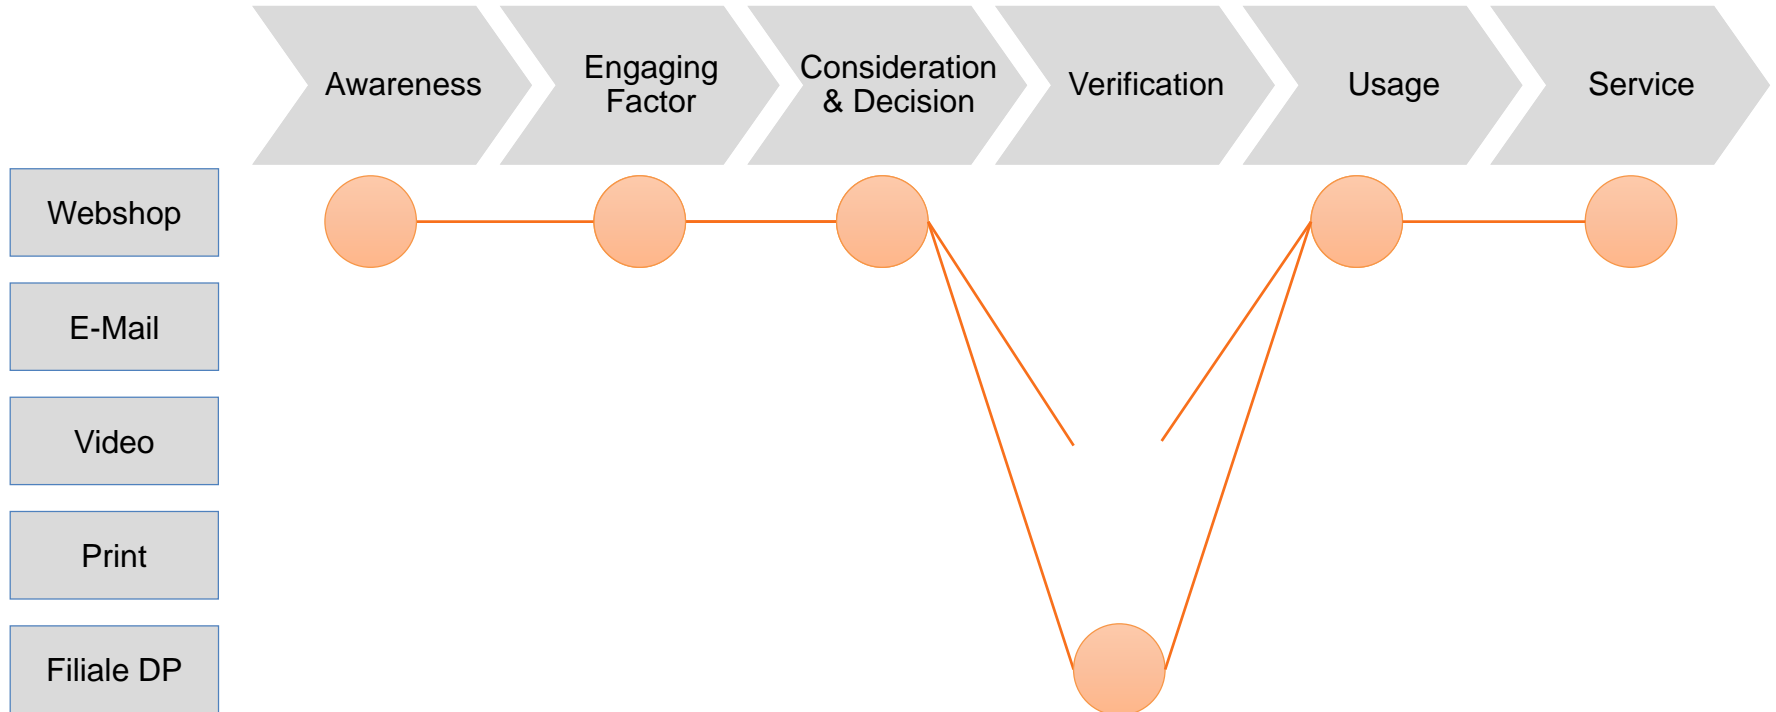 Awareness
Engaging
Factor
Consideration
& Decision
Verification
Usage
Service
Webshop
E-Mail
Video
Print
Filiale DP